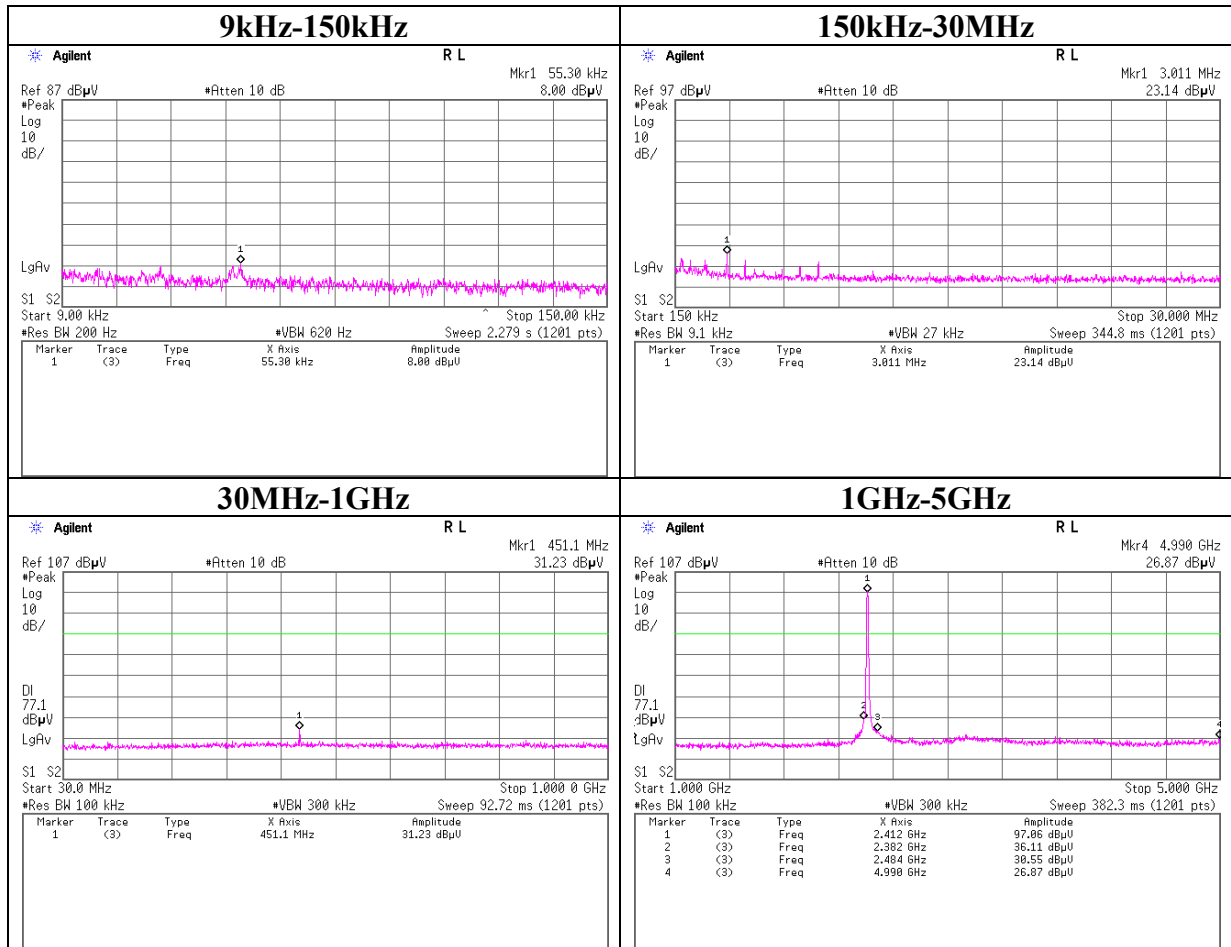 9kHz-150kHz
Agilent R L
Mkr1 55.30 kHz
Ref 87 dBµV #Atten 10 dB 8.00 dBµV
#Peak
Log
10
dB/
1
LgAv
S1 S2
Start 9.00 kHz ^ Stop 150.00 kHz
#Res BW 200 Hz #VBW 620 Hz Sweep 2.279 s (1201 pts)
Marker Trace Type X Axis Amplitude
1 (3) Freq 55.30 kHz 8.00 dBµV
150kHz-30MHz
Agilent R L
Mkr1 3.011 MHz
Ref 97 dBµV #Atten 10 dB 23.14 dBµV
#Peak
Log
10
dB/
1
LgAv
S1 S2
Start 150 kHz Stop 30.000 MHz
#Res BW 9.1 kHz #VBW 27 kHz Sweep 344.8 ms (1201 pts)
Marker Trace Type X Axis Amplitude
1 (3) Freq 3.011 MHz 23.14 dBµV
30MHz-1GHz
Agilent R L
Mkr1 451.1 MHz
Ref 107 dBµV #Atten 10 dB 31.23 dBµV
#Peak
Log
10
dB/
DI
77.1
dBµV
1
LgAv
S1 S2
Start 30.0 MHz Stop 1.000 0 GHz
#Res BW 100 kHz #VBW 300 kHz Sweep 92.72 ms (1201 pts)
Marker Trace Type X Axis Amplitude
1 (3) Freq 451.1 MHz 31.23 dBµV
1GHz-5GHz
Agilent R L
Mkr4 4.990 GHz
Ref 107 dBµV #Atten 10 dB 26.87 dBµV
#Peak
1
Log
10
dB/
DI
77.1
2
dBµV
3
4
LgAv
S1 S2
Start 1.000 GHz Stop 5.000 GHz
#Res BW 100 kHz #VBW 300 kHz Sweep 382.3 ms (1201 pts)
Marker Trace Type X Axis Amplitude
1 (3) Freq 2.412 GHz 97.06 dBµV
2 (3) Freq 2.382 GHz 36.11 dBµV
3 (3) Freq 2.484 GHz 30.55 dBµV
4 (3) Freq 4.990 GHz 26.87 dBµV